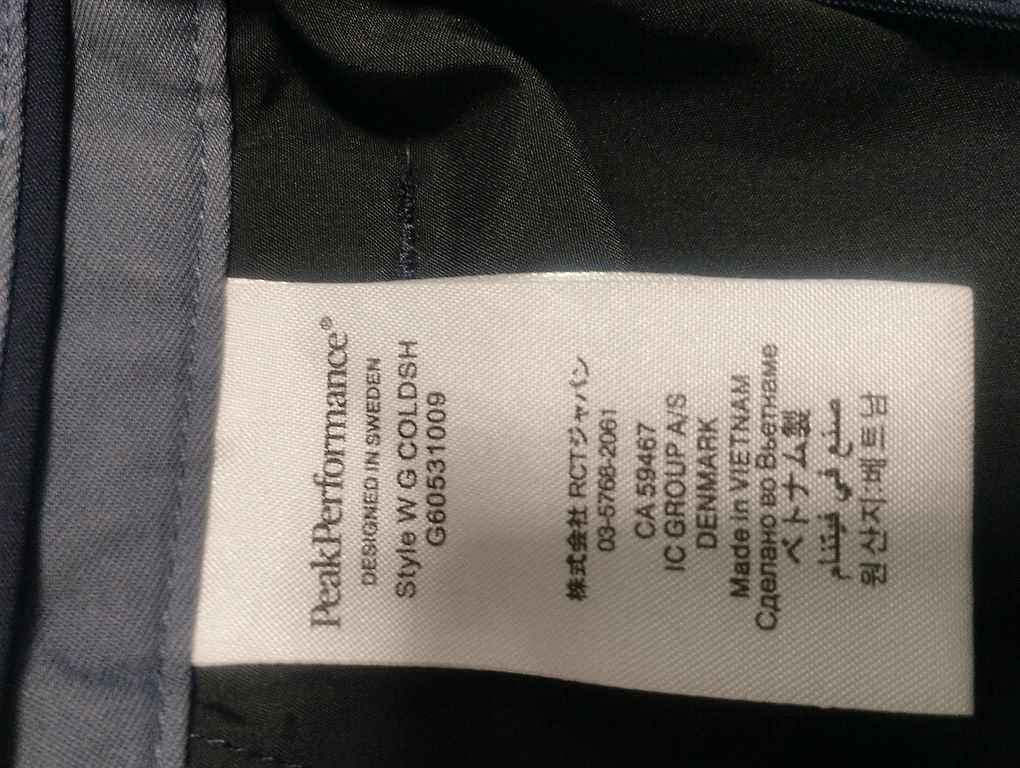 PeakPerformance®
DESIGNED IN SWEDEN
Style W G COLDSH
G60531009
株式会社 RCTジャパン
03-5768-2061
CA 59467
IC GROUP A/S
DENMARK
Made in VIETNAM
Сделано во Вьетнаме
ベトナム製
صنع في فيتنام
원산지:베트남